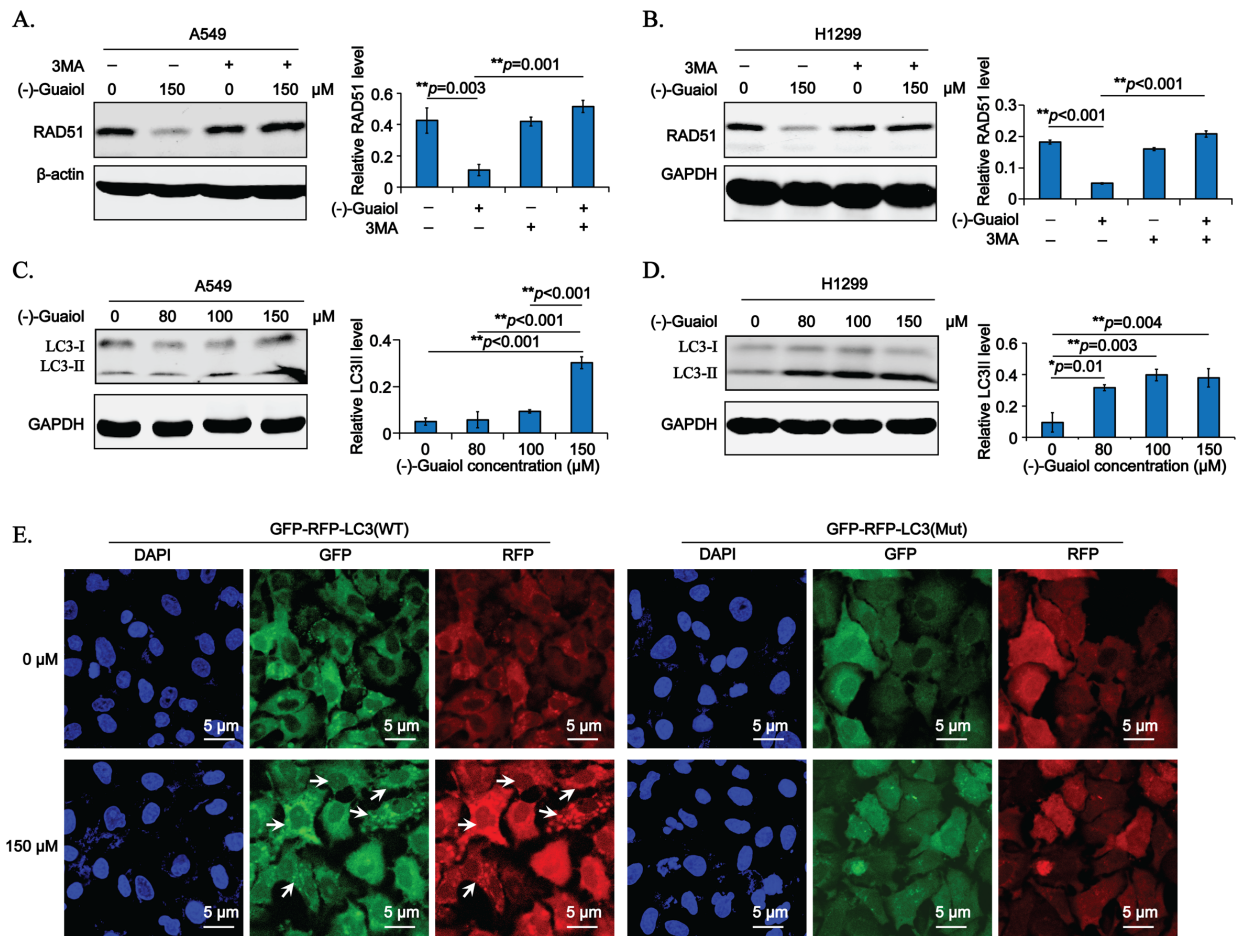 A.
A549
3MA – – + +
(-)-Guaiol 0 150 0 150 µM
RAD51
β-actin
Relative RAD51 level
0.6
0.4
0.2
0
**p=0.001
**p=0.003
(-)-Guaiol – + – +
3MA – – + +
B.
H1299
3MA – – + +
(-)-Guaiol 0 150 0 150 µM
RAD51
GAPDH
Relative RAD51 level
0.3
0.2
0.1
0
**p<0.001
**p<0.001
(-)-Guaiol – + – +
3MA – – + +
C.
A549
(-)-Guaiol 0 80 100 150 µM
LC3-I
LC3-II
GAPDH
Relative LC3II level
0.4
0.2
0
**p<0.001
**p<0.001
**p<0.001
0 80 100 150
(-)-Guaiol concentration (µM)
D.
H1299
(-)-Guaiol 0 80 100 150 µM
LC3-I
LC3-II
GAPDH
Relative LC3II level
0.6
0.4
0.2
0
**p=0.004
**p=0.003
*p=0.01
0 80 100 150
(-)-Guaiol concentration (µM)
E.
GFP-RFP-LC3(WT) GFP-RFP-LC3(Mut)
DAPI GFP RFP DAPI GFP RFP
0 µM
5 µm 5 µm 5 µm 5 µm 5 µm 5 µm
150 µM
5 µm 5 µm 5 µm 5 µm 5 µm 5 µm